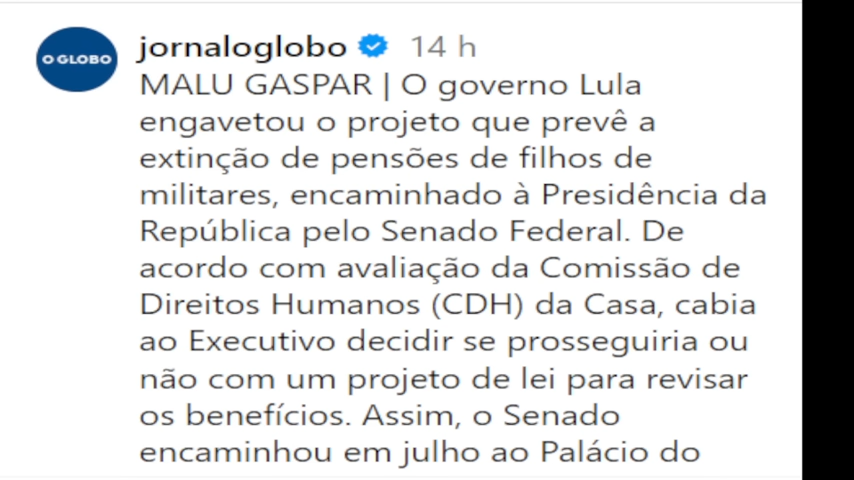 O GLOBO
jornaloglobo 14 h
MALU GASPAR | O governo Lula
engavetou o projeto que prevê a
extinção de pensões de filhos de
militares, encaminhado à Presidência da
República pelo Senado Federal. De
acordo com avaliação da Comissão de
Direitos Humanos (CDH) da Casa, cabia
ao Executivo decidir se prosseguiria ou
não com um projeto de lei para revisar
os benefícios. Assim, o Senado
encaminhou em julho ao Palácio do